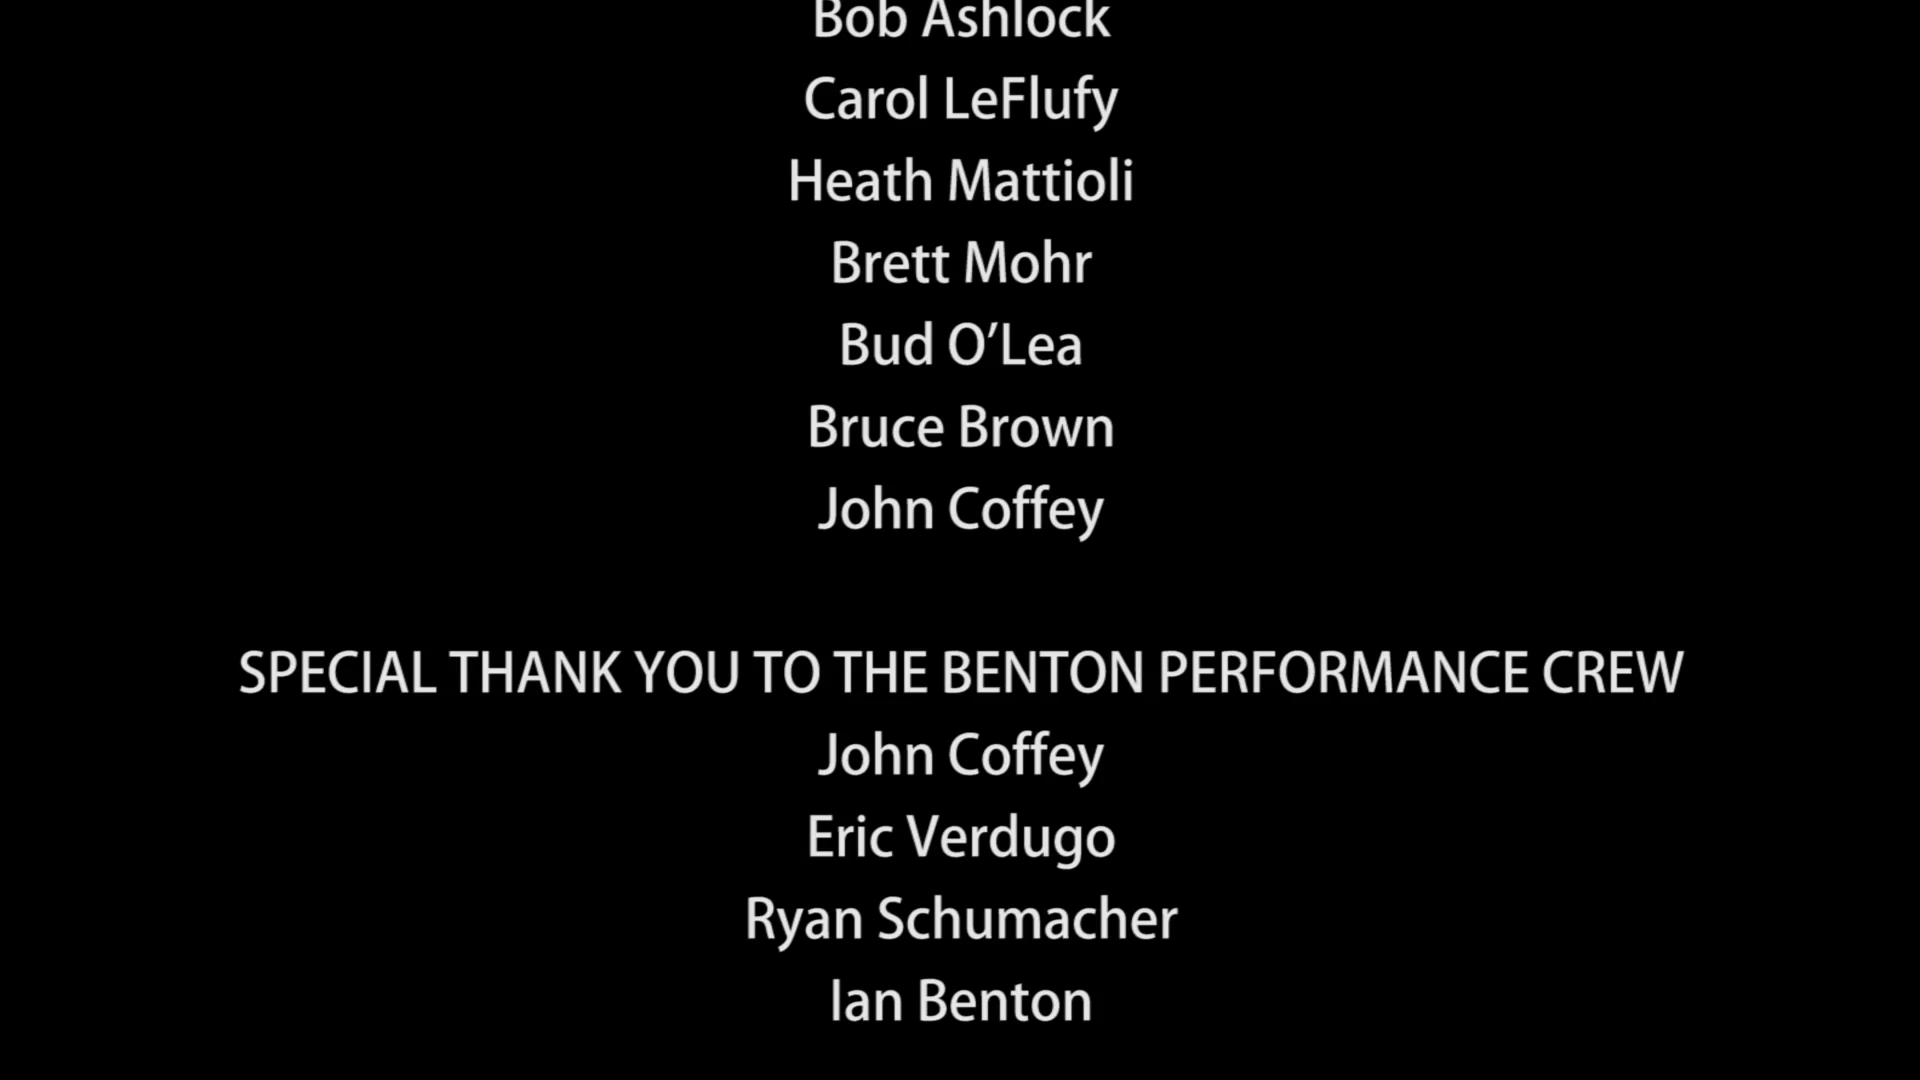 Bob Ashlock
Carol LeFlufy
Heath Mattioli
Brett Mohr
Bud O’Lea
Bruce Brown
John Coffey
SPECIAL THANK YOU TO THE BENTON PERFORMANCE CREW
John Coffey
Eric Verdugo
Ryan Schumacher
Ian Benton